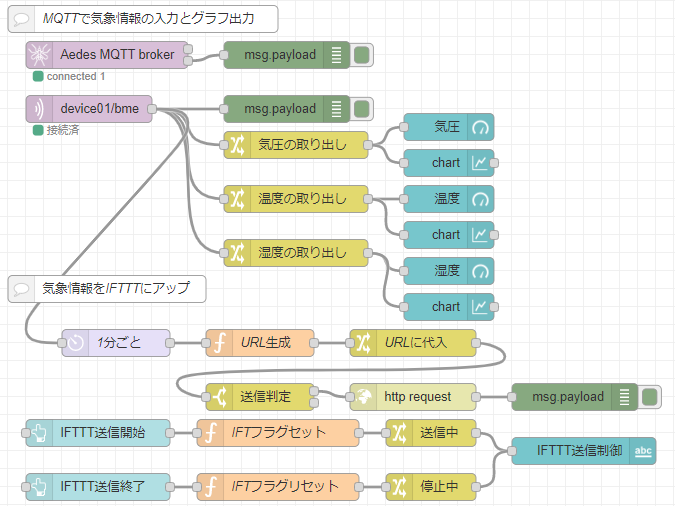 MQTTで気象情報の入力とグラフ出力
Aedes MQTT broker
msg.payload
connected 1
device01/bme
msg.payload
接続済
気圧の取り出し
気圧
chart
温度の取り出し
温度
chart
湿度の取り出し
湿度
chart
気象情報をIFTTTにアップ
1分ごと
URL生成
URLに代入
送信判定
http request
msg.payload
IFTTT送信開始
IFTフラグセット
送信中
IFTTT送信制御
abc
IFTTT送信終了
IFTフラグリセット
停止中